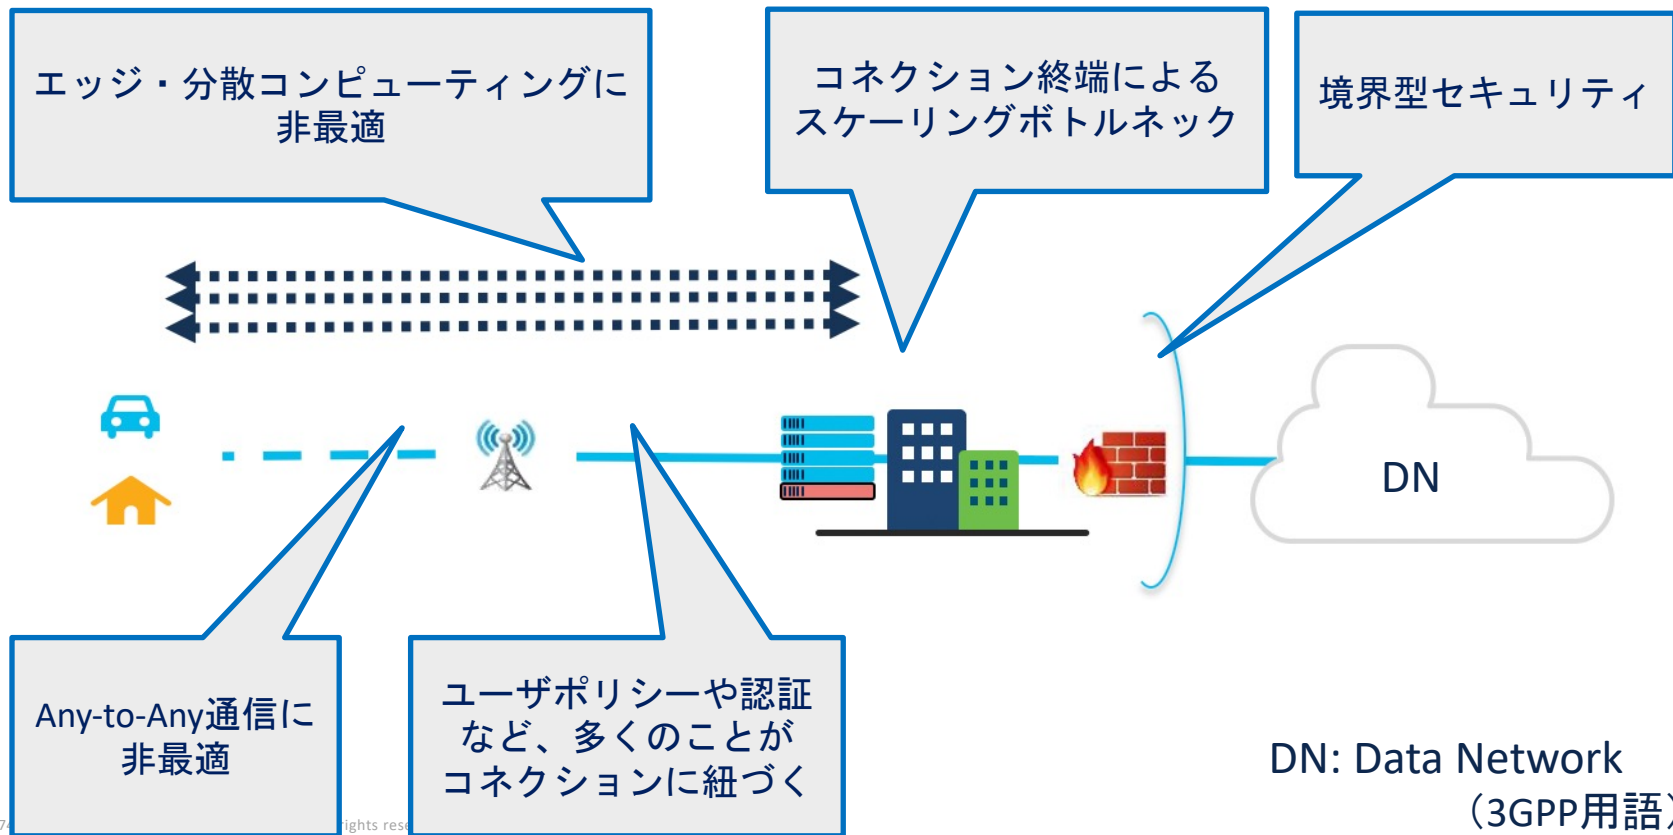 エッジ・分散コンピューティングに
非最適
コネクション終端による
スケーリングボトルネック
境界型セキュリティ
DN
Any-to-Any通信に
非最適
ユーザポリシーや認証
など、多くのことが
コネクションに紐づく
DN: Data Network
（3GPP用語）